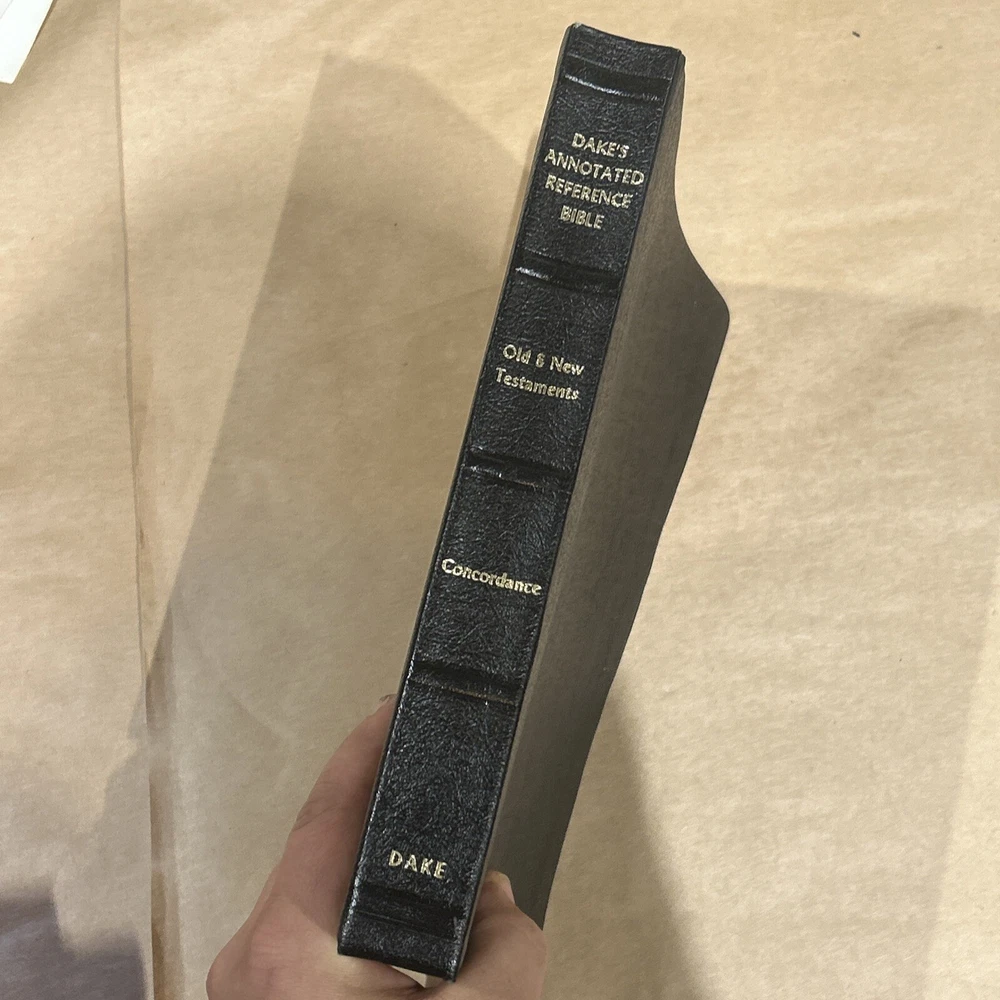 DAKE'S
ANNOTATED
REFERENCE
BIBLE
Old & New
Testaments
Concordance
DAKE